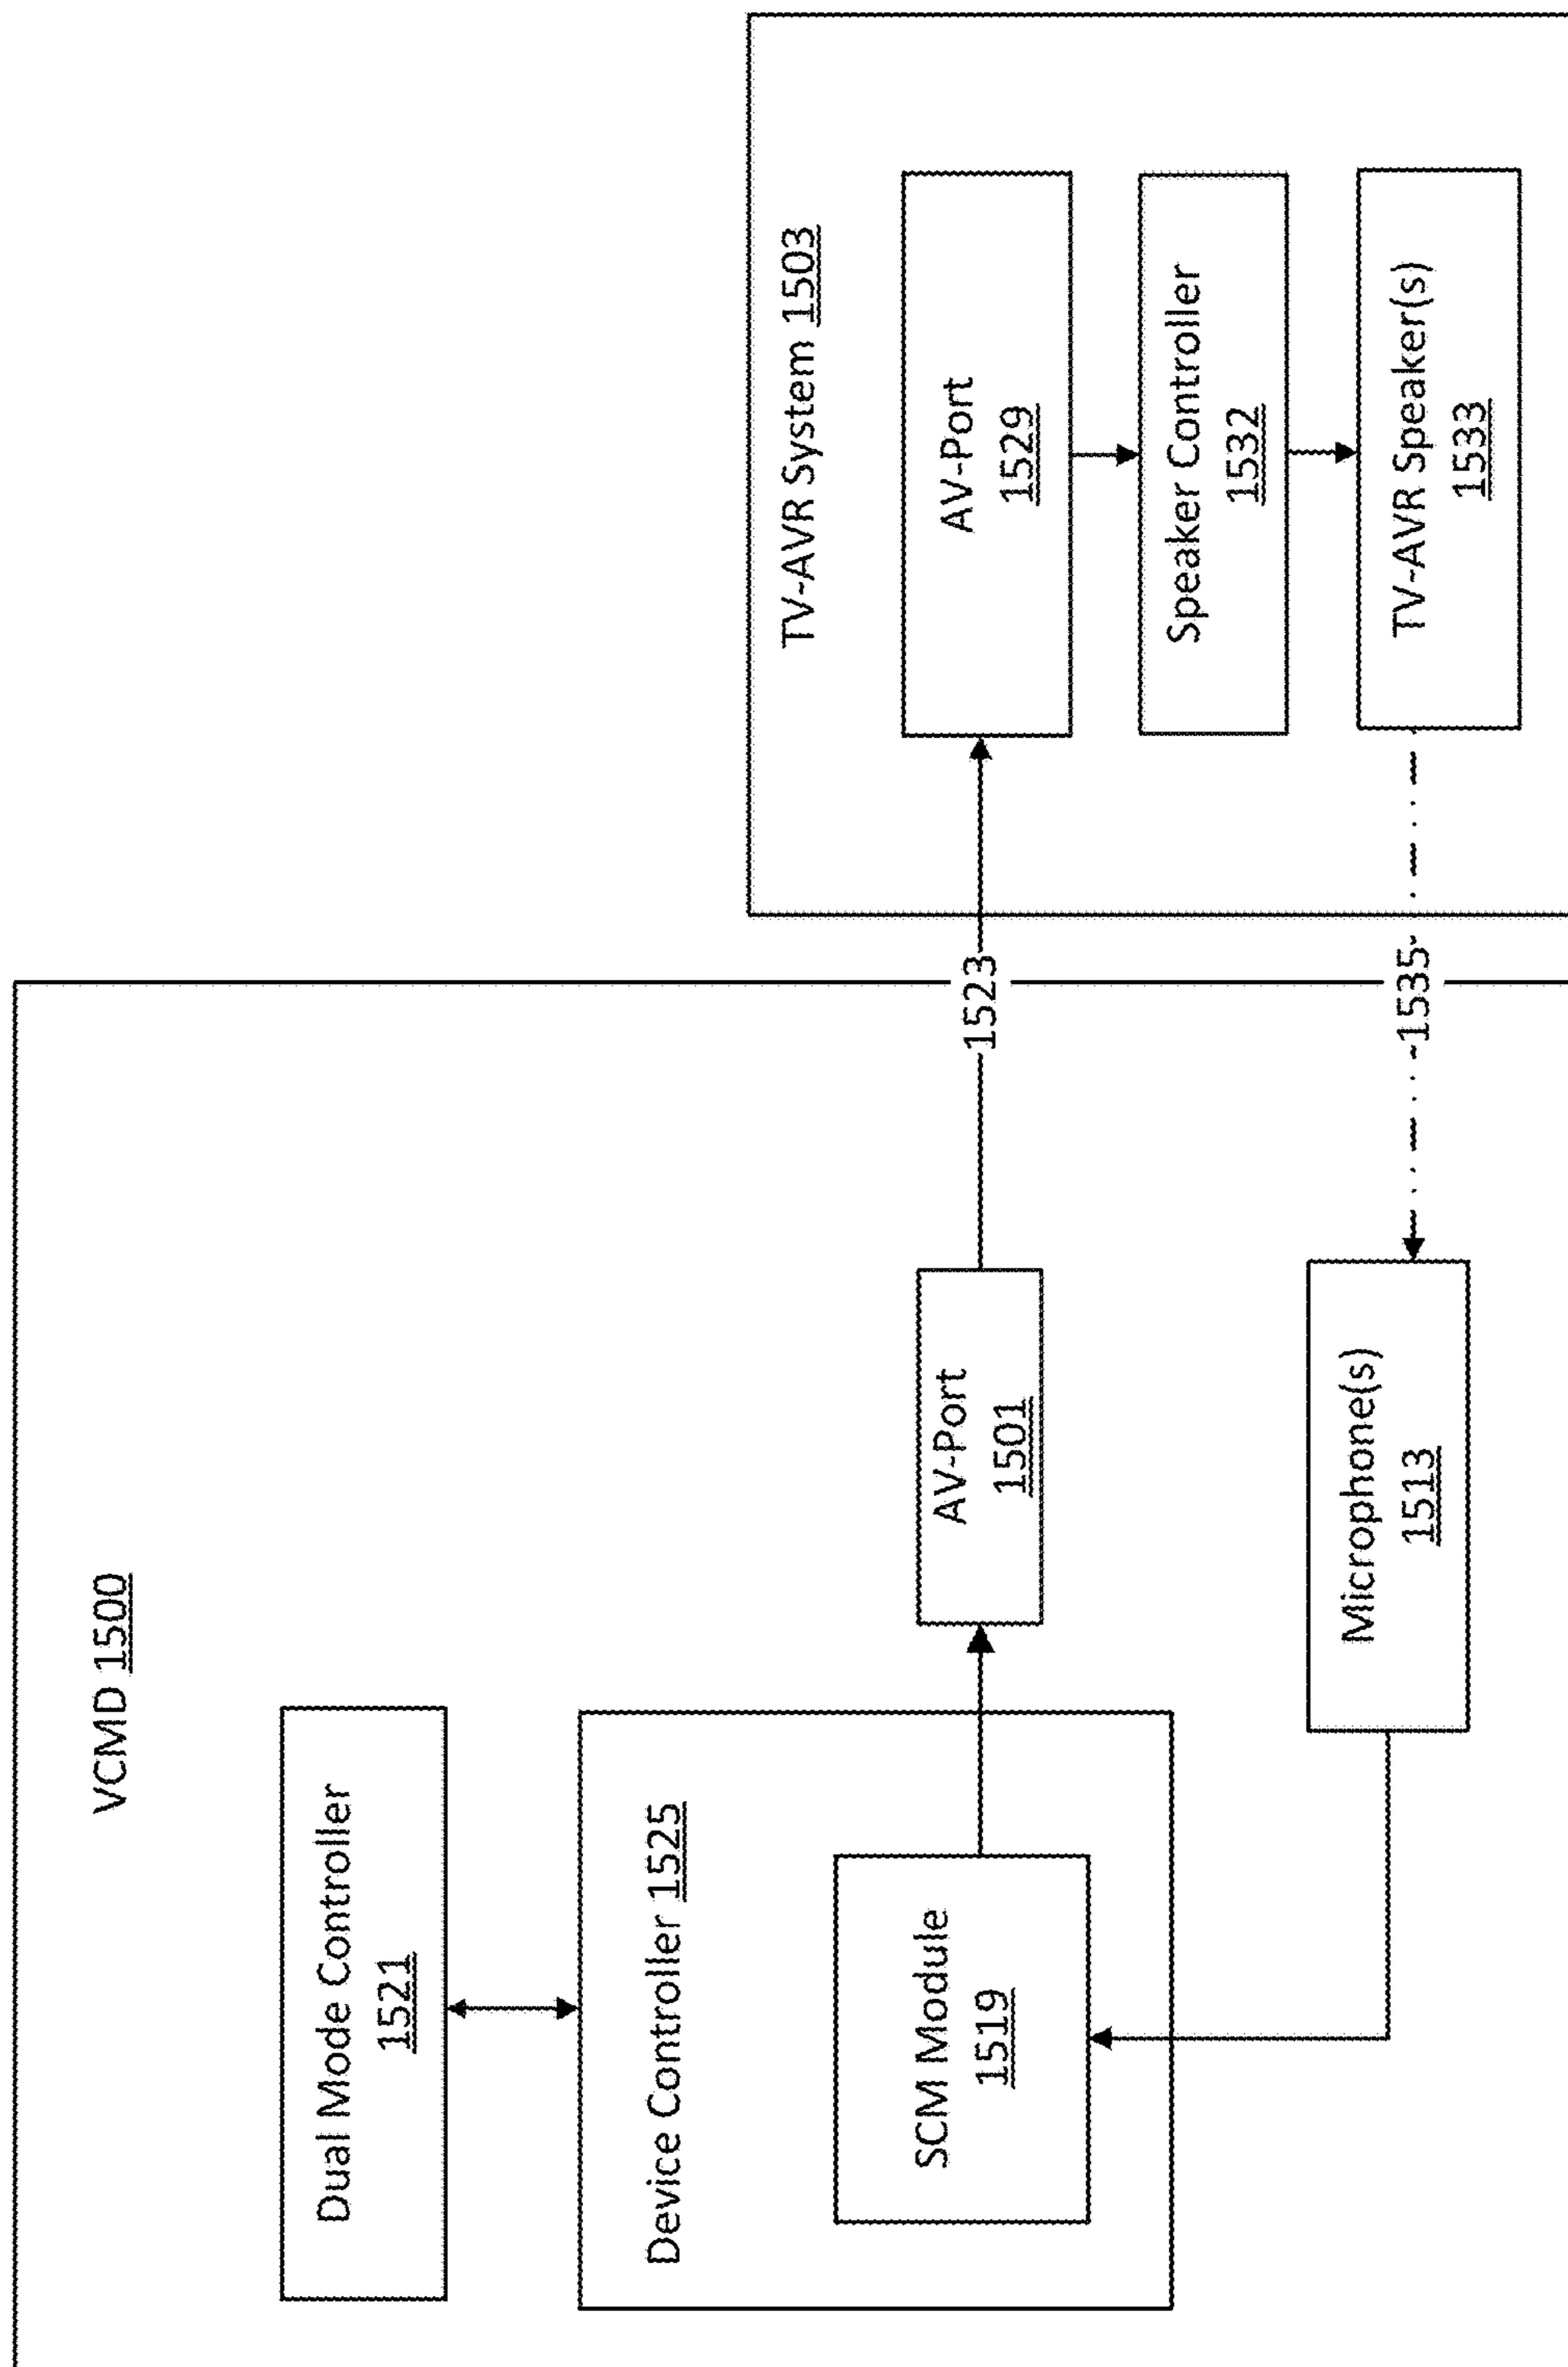 VCMD 1500
Dual Mode Controller
1521
Device Controller 1525
SCM Module
1519
AV-Port
1501
Microphone(s)
1513
1523
1535
TV-AVR System 1503
AV-Port
1529
Speaker Controller
1532
TV-AVR Speaker(s)
1533